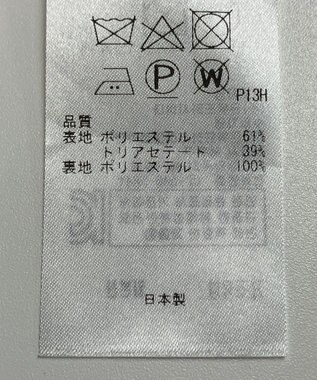 P W P13H
品質
表地 ポリエステル 61%
トリアセテード 39%
裏地 ポリエステル 100%
日本製